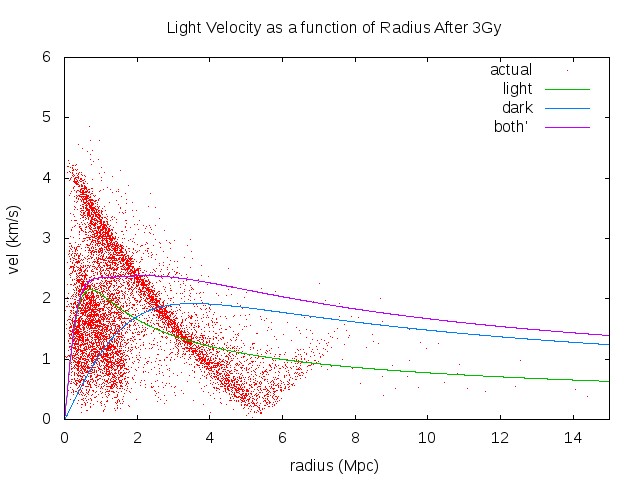 Light Velocity as a function of Radius After 3Gy
actual
light
dark
both'
vel (km/s)
6
5
4
3
2
1
0
0 2 4 6 8 10 12 14
radius (Mpc)